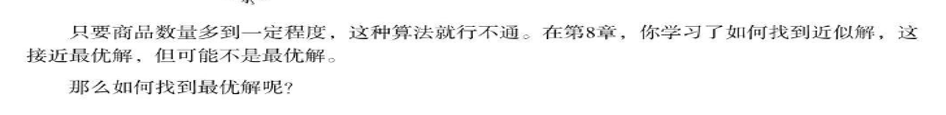 只要商品数量多到一定程度，这种算法就行不通。在第8章，你学习了如何找到近似解，这
接近最优解，但可能不是最优解。
那么如何找到最优解呢？